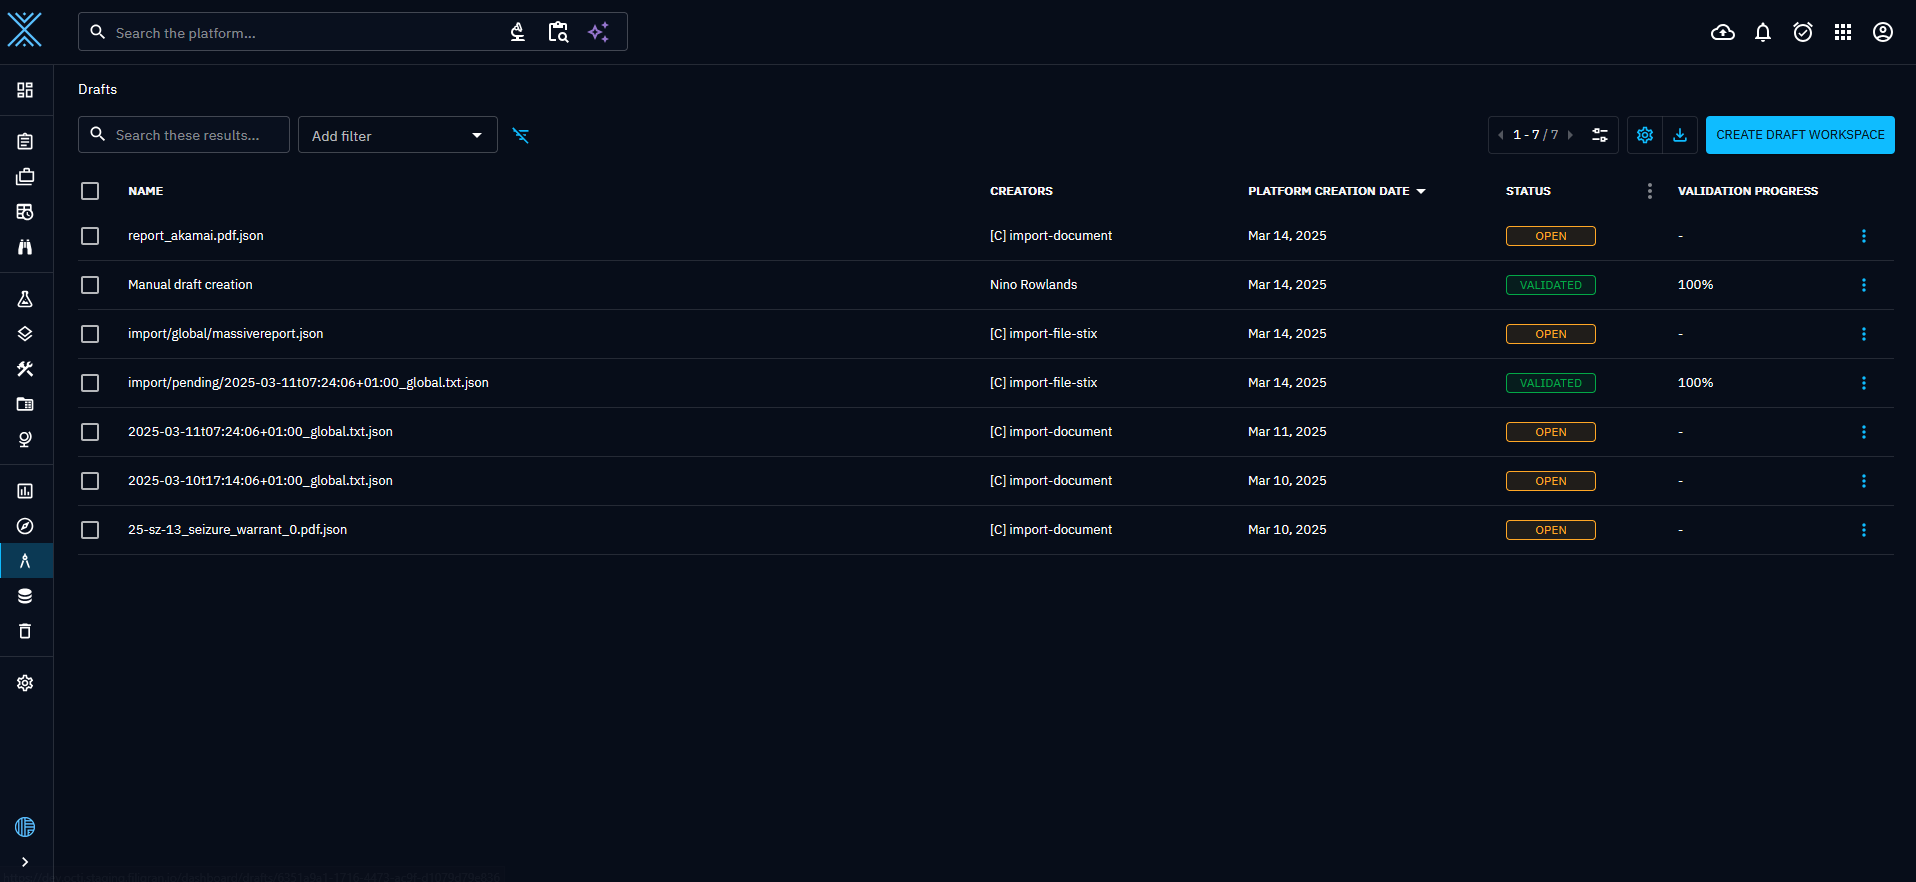 Search the platform...
Drafts
Search these results...
Add filter
1 - 7 / 7
CREATE DRAFT WORKSPACE
NAME CREATORS PLATFORM CREATION DATE STATUS VALIDATION PROGRESS
report_akamai.pdf.json [C] import-document Mar 14, 2025 OPEN -
Manual draft creation Nino Rowlands Mar 14, 2025 VALIDATED 100%
import/global/massivereport.json [C] import-file-stix Mar 14, 2025 OPEN -
import/pending/2025-03-11t07:24:06+01:00_global.txt.json [C] import-file-stix Mar 14, 2025 VALIDATED 100%
2025-03-11t07:24:06+01:00_global.txt.json [C] import-document Mar 11, 2025 OPEN -
2025-03-10t17:14:06+01:00_global.txt.json [C] import-document Mar 10, 2025 OPEN -
25-sz-13_seizure_warrant_0.pdf.json [C] import-document Mar 10, 2025 OPEN -